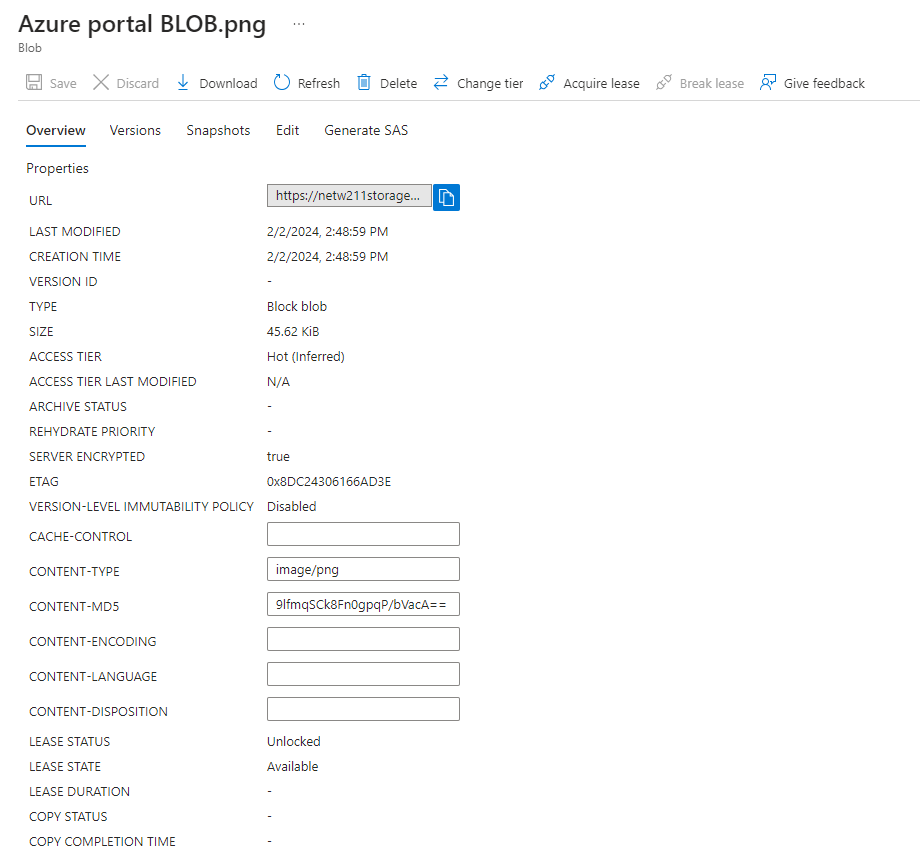 Azure portal BLOB.png ...
Blob
Save Discard Download Refresh Delete Change tier Acquire lease Break lease Give feedback
Overview Versions Snapshots Edit Generate SAS
Properties
URL https://netw211storage...
LAST MODIFIED 2/2/2024, 2:48:59 PM
CREATION TIME 2/2/2024, 2:48:59 PM
VERSION ID -
TYPE Block blob
SIZE 45.62 KiB
ACCESS TIER Hot (Inferred)
ACCESS TIER LAST MODIFIED N/A
ARCHIVE STATUS -
REHYDRATE PRIORITY -
SERVER ENCRYPTED true
ETAG 0x8DC24306166AD3E
VERSION-LEVEL IMMUTABILITY POLICY Disabled
CACHE-CONTROL
CONTENT-TYPE image/png
CONTENT-MD5 9lfmqSCk8Fn0gpqP/bVacA==
CONTENT-ENCODING
CONTENT-LANGUAGE
CONTENT-DISPOSITION
LEASE STATUS Unlocked
LEASE STATE Available
LEASE DURATION -
COPY STATUS -
COPY COMPLETION TIME -